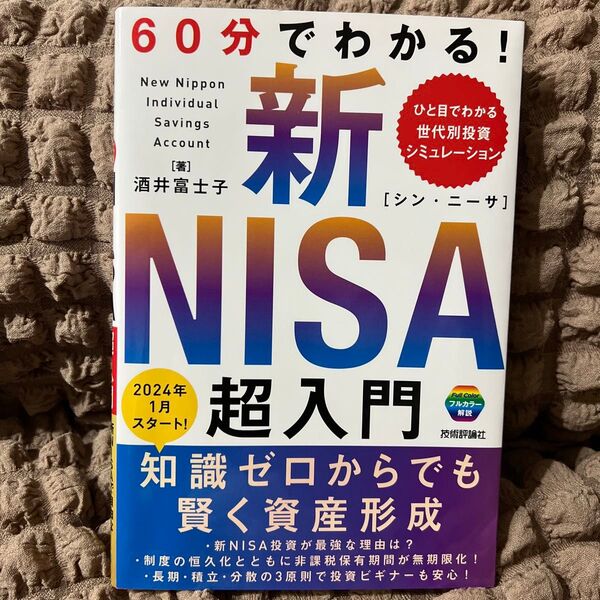 60分でわかる!
New Nippon
Individual
Savings
Account
ひと目でわかる
世代別投資
シミュレーション
新
[著]
酒井富士子
[シン・ニーサ]
NISA
2024年
1月
スタート!
超入門
Full Color
フルカラー
解説
技術評論社
知識ゼロからでも
賢く資産形成
・新NISA投資が最強な理由は?
・制度の恒久化とともに非課税保有期間が無期限化!
・長期・積立・分散の3原則で投資ビギナーも安心!